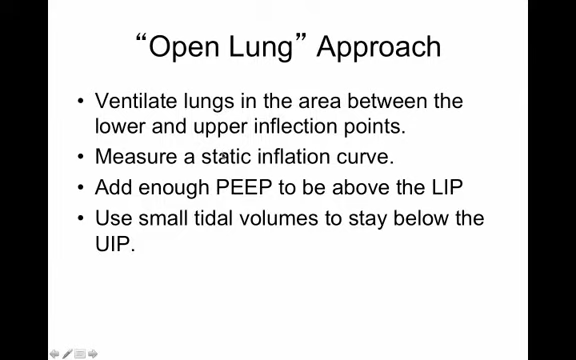 “Open Lung” Approach
• Ventilate lungs in the area between the
lower and upper inflection points.
• Measure a static inflation curve.
• Add enough PEEP to be above the LIP
• Use small tidal volumes to stay below the
UIP.